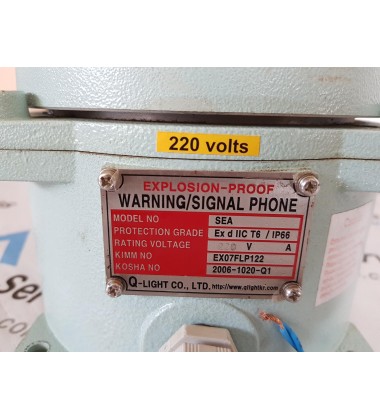 220 volts
EXPLOSION-PROOF
WARNING/SIGNAL PHONE
MODEL NO SEA
PROTECTION GRADE Ex d IIC T6 / IP66
RATING VOLTAGE V A
KIMM NO EX07FLP122
KOSHA NO 2006-1020-Q1
Q-LIGHT CO., LTD. http://www.qlightkr.com